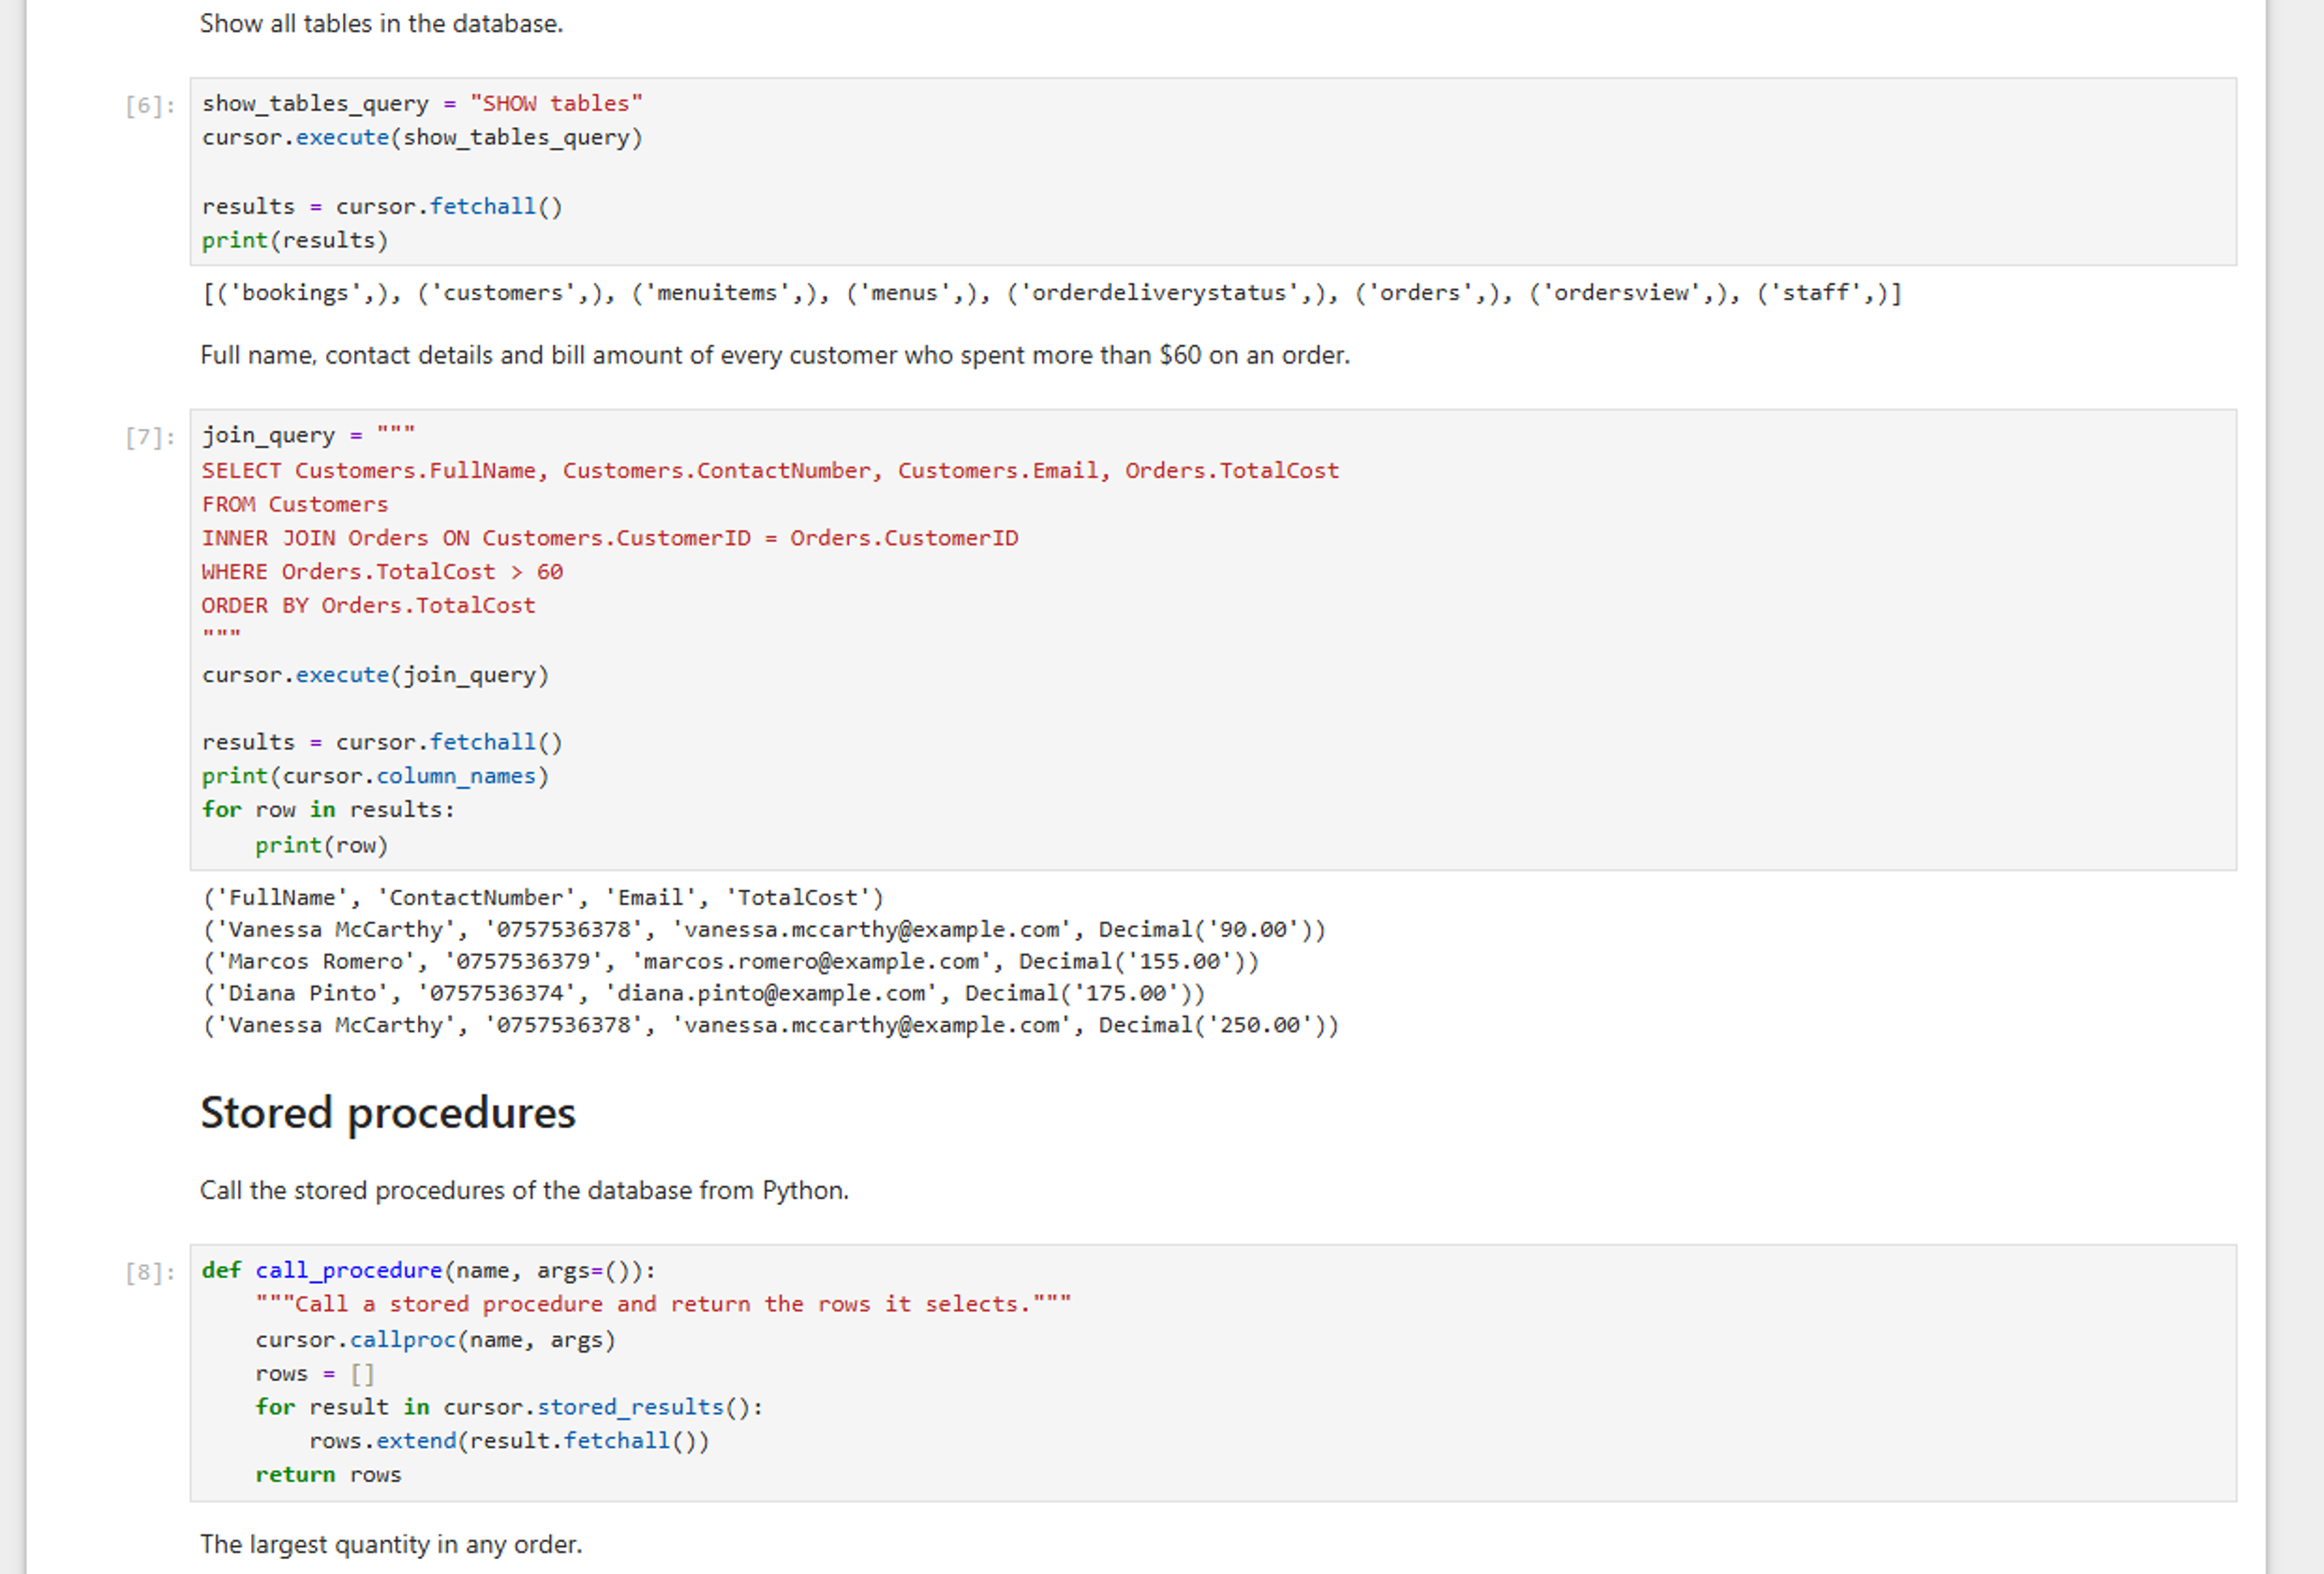 Show all tables in the database.
[6]:
show_tables_query = "SHOW tables"
cursor.execute(show_tables_query)
results = cursor.fetchall()
print(results)
[('bookings',), ('customers',), ('menuitems',), ('menus',), ('orderdeliverystatus',), ('orders',), ('ordersview',), ('staff',)]
Full name, contact details and bill amount of every customer who spent more than $60 on an order.
[7]:
join_query = """
SELECT Customers.FullName, Customers.ContactNumber, Customers.Email, Orders.TotalCost
FROM Customers
INNER JOIN Orders ON Customers.CustomerID = Orders.CustomerID
WHERE Orders.TotalCost > 60
ORDER BY Orders.TotalCost
"""
cursor.execute(join_query)
results = cursor.fetchall()
print(cursor.column_names)
for row in results:
    print(row)
('FullName', 'ContactNumber', 'Email', 'TotalCost')
('Vanessa McCarthy', '0757536378', 'vanessa.mccarthy@example.com', Decimal('90.00'))
('Marcos Romero', '0757536379', 'marcos.romero@example.com', Decimal('155.00'))
('Diana Pinto', '0757536374', 'diana.pinto@example.com', Decimal('175.00'))
('Vanessa McCarthy', '0757536378', 'vanessa.mccarthy@example.com', Decimal('250.00'))
Stored procedures
Call the stored procedures of the database from Python.
[8]:
def call_procedure(name, args=()):
    """Call a stored procedure and return the rows it selects."""
    cursor.callproc(name, args)
    rows = []
    for result in cursor.stored_results():
        rows.extend(result.fetchall())
    return rows
The largest quantity in any order.